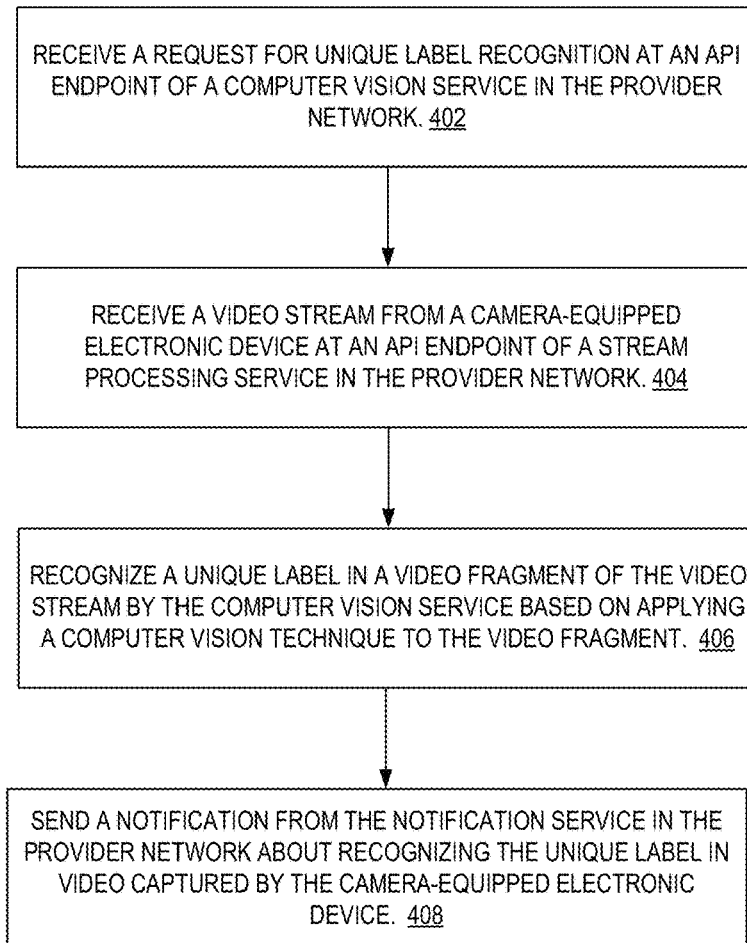 RECEIVE A REQUEST FOR UNIQUE LABEL RECOGNITION AT AN API
ENDPOINT OF A COMPUTER VISION SERVICE IN THE PROVIDER
NETWORK. 402
RECEIVE A VIDEO STREAM FROM A CAMERA-EQUIPPED
ELECTRONIC DEVICE AT AN API ENDPOINT OF A STREAM
PROCESSING SERVICE IN THE PROVIDER NETWORK. 404
RECOGNIZE A UNIQUE LABEL IN A VIDEO FRAGMENT OF THE VIDEO
STREAM BY THE COMPUTER VISION SERVICE BASED ON APPLYING
A COMPUTER VISION TECHNIQUE TO THE VIDEO FRAGMENT. 406
SEND A NOTIFICATION FROM THE NOTIFICATION SERVICE IN THE
PROVIDER NETWORK ABOUT RECOGNIZING THE UNIQUE LABEL IN
VIDEO CAPTURED BY THE CAMERA-EQUIPPED ELECTRONIC
DEVICE. 408